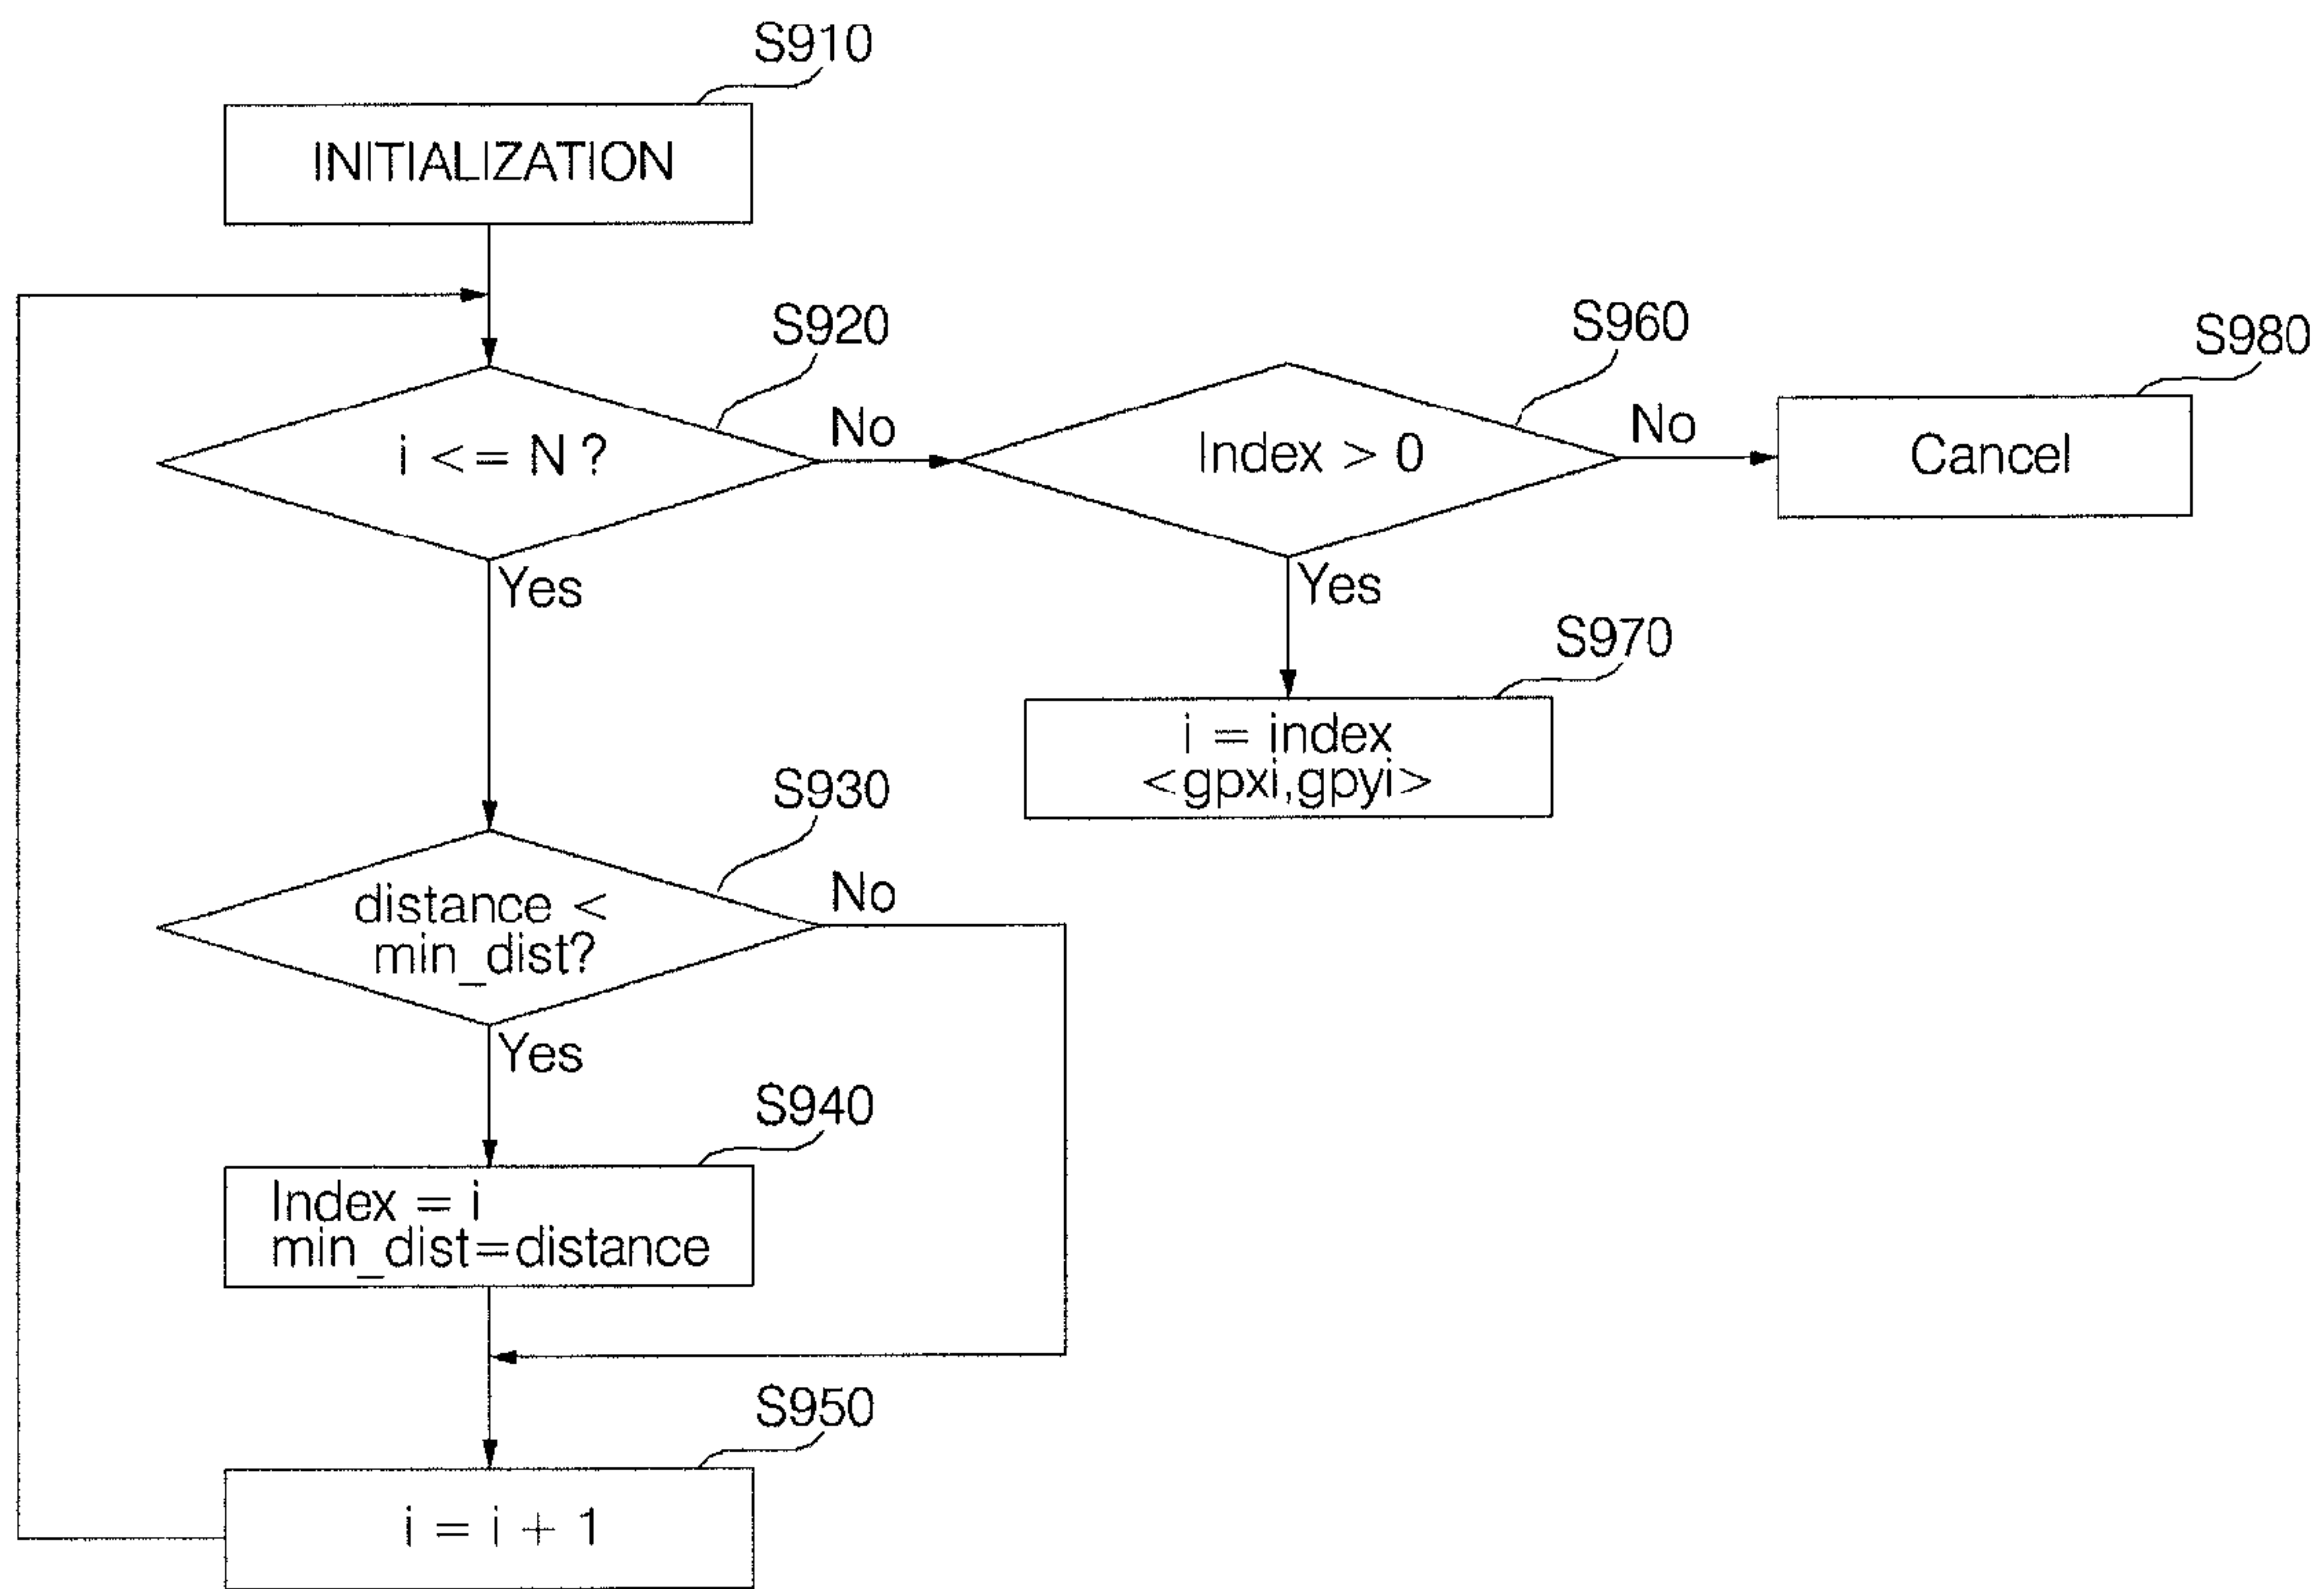 S910
INITIALIZATION
S920
i <= N ?
No
Yes
S960
Index > 0
No
Yes
S980
Cancel
S970
i = index
<gpxi,gpyi>
S930
distance <
min_dist?
No
Yes
S940
Index = i
min_dist=distance
S950
i = i + 1